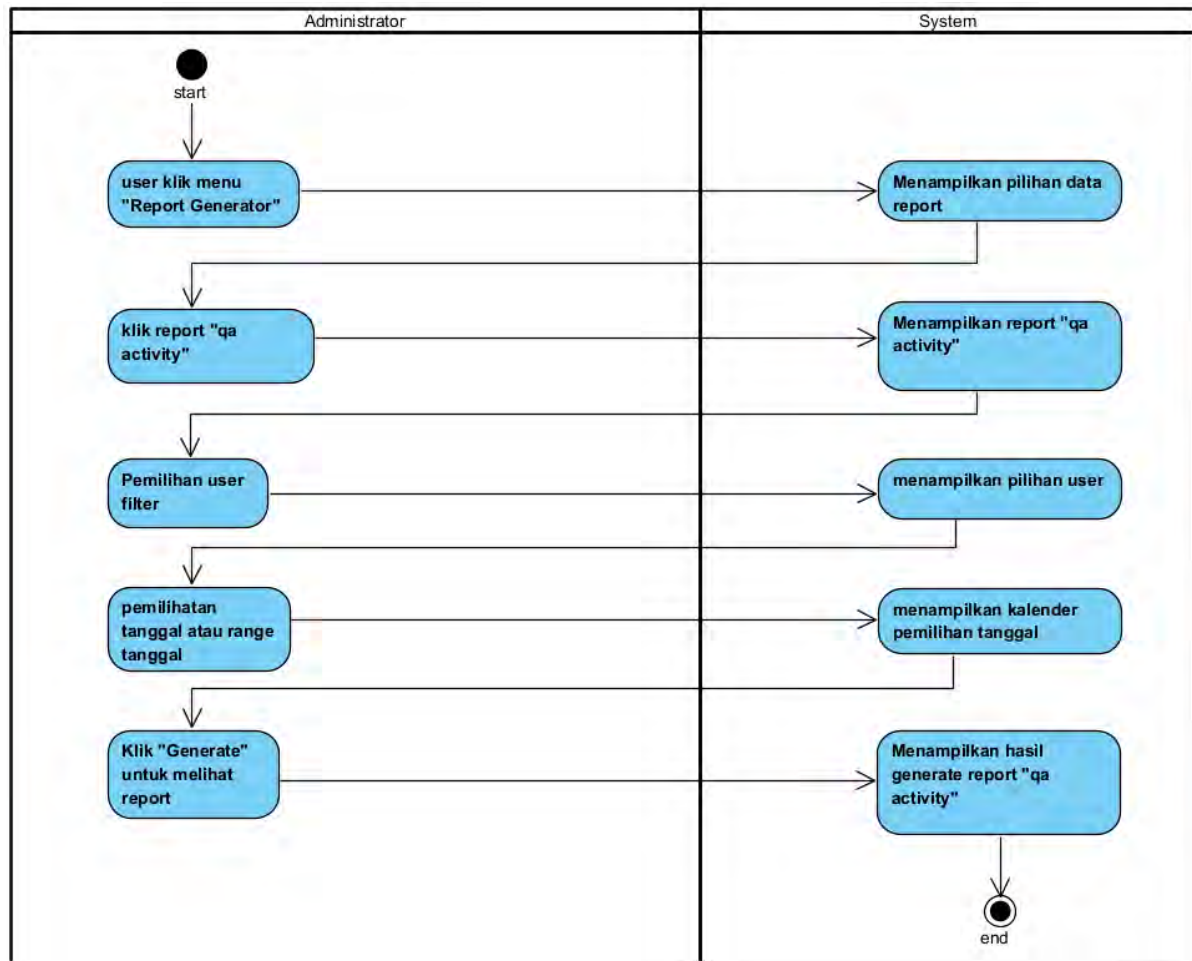 Administrator
System
start
user klik menu
"Report Generator"
Menampilkan pilihan data
report
klik report "qa
activity"
Menampilkan report "qa
activity"
Pemilihan user
filter
menampilkan pilihan user
pemilihatan
tanggal atau range
tanggal
menampilkan kalender
pemilihan tanggal
Klik "Generate"
untuk melihat
report
Menampilkan hasil
generate report "qa
activity"
end